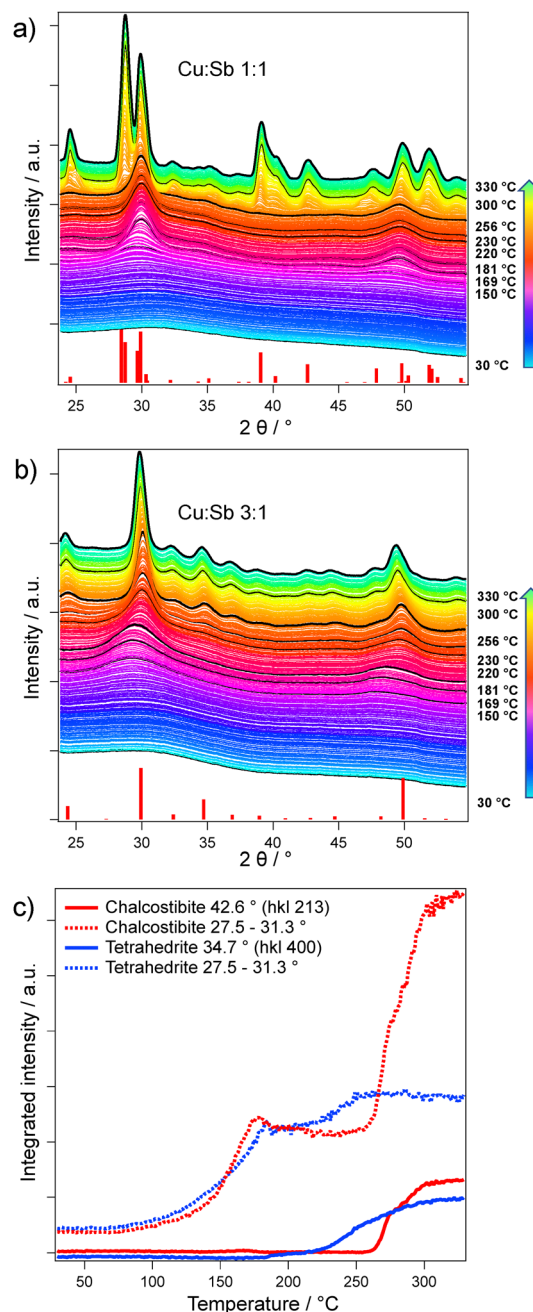 a)
Cu:Sb 1:1
Intensity / a.u.
330 °C
300 °C
256 °C
230 °C
220 °C
181 °C
169 °C
150 °C
30 °C
25 30 35 40 45 50
2 θ / °
b)
Cu:Sb 3:1
Intensity / a.u.
330 °C
300 °C
256 °C
230 °C
220 °C
181 °C
169 °C
150 °C
30 °C
25 30 35 40 45 50
2 θ / °
c)
Chalcostibite 42.6 ° (hkl 213)
Chalcostibite 27.5 - 31.3 °
Tetrahedrite 34.7 ° (hkl 400)
Tetrahedrite 27.5 - 31.3 °
Integrated intensity / a.u.
50 100 150 200 250 300
Temperature / °C